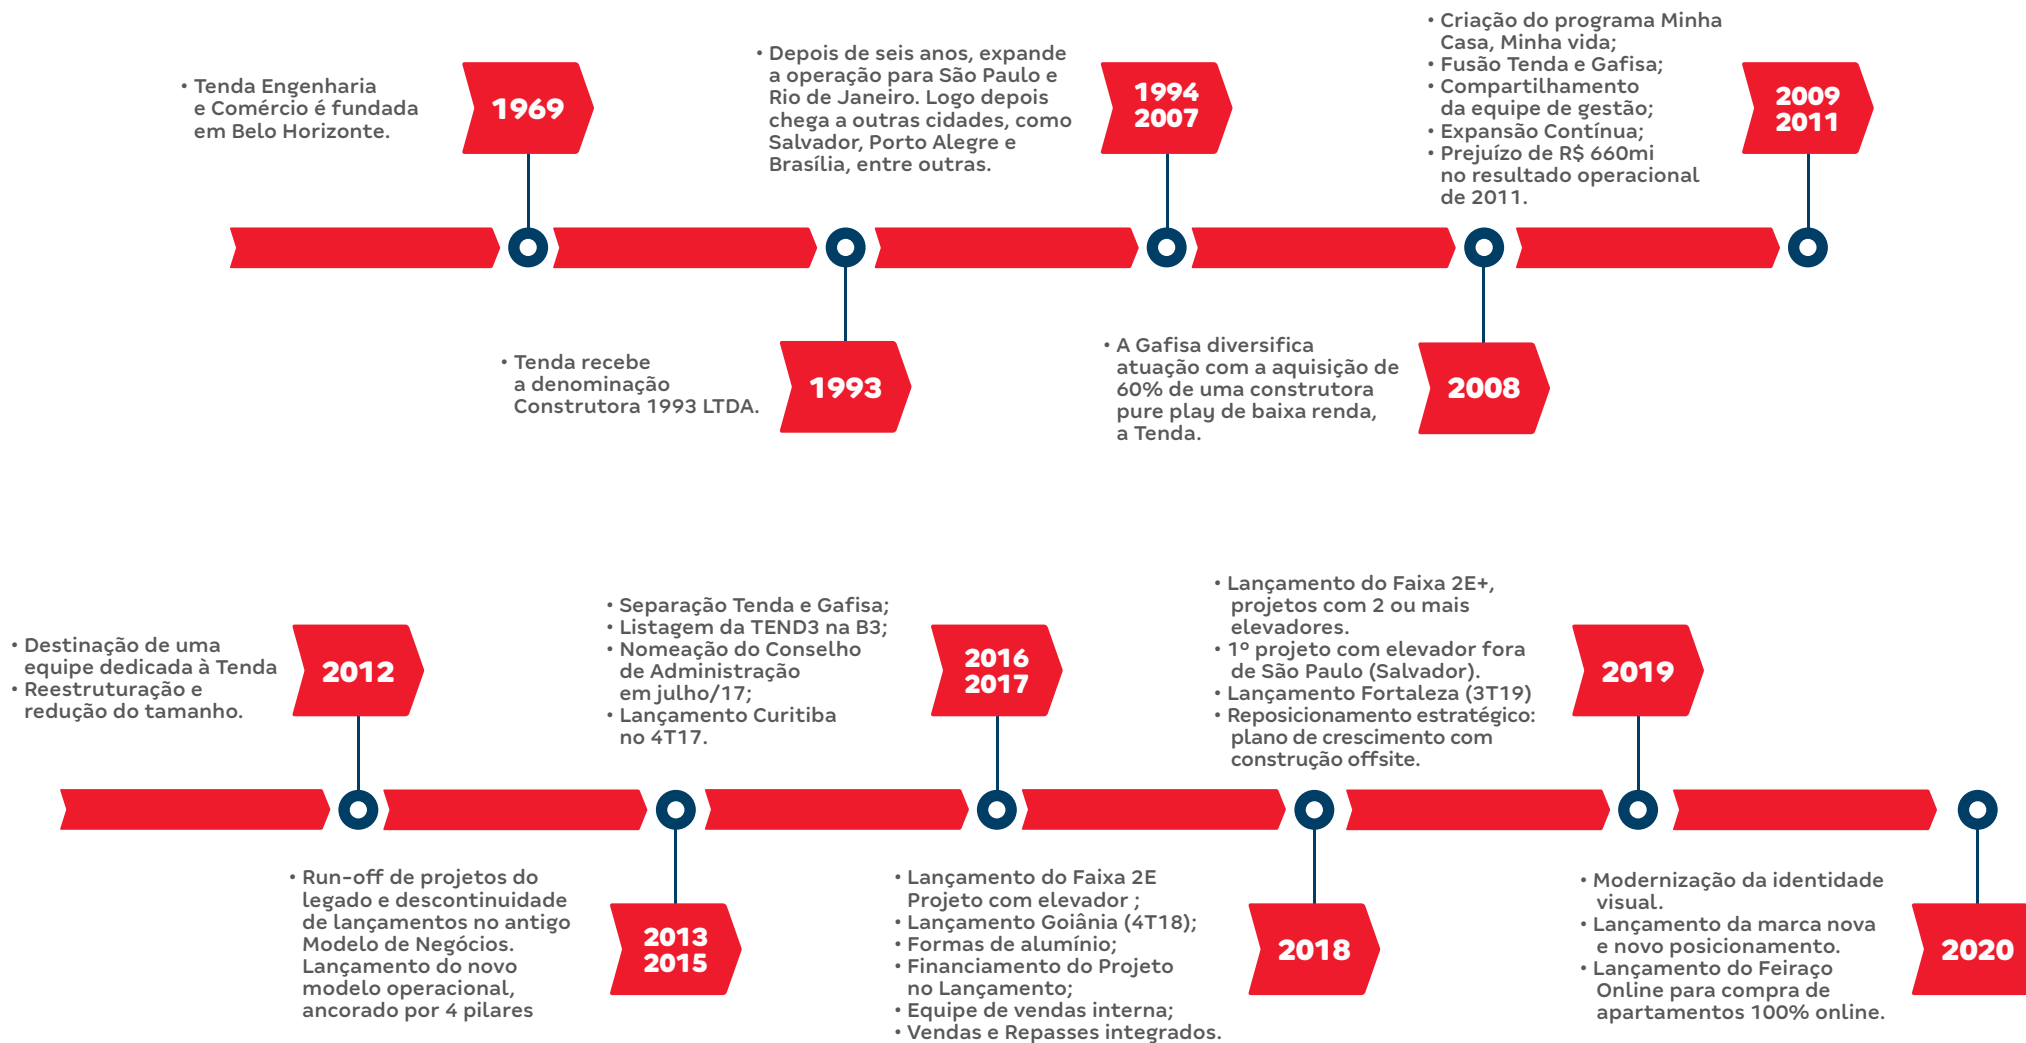 • Tenda Engenharia
e Comércio é fundada
em Belo Horizonte.
1969
• Tenda recebe
a denominação
Construtora 1993 LTDA.
1993
• Depois de seis anos, expande
a operação para São Paulo e
Rio de Janeiro. Logo depois
chega a outras cidades, como
Salvador, Porto Alegre e
Brasília, entre outras.
1994
2007
• A Gafisa diversifica
atuação com a aquisição de
60% de uma construtora
pure play de baixa renda,
a Tenda.
2008
• Criação do programa Minha
Casa, Minha vida;
• Fusão Tenda e Gafisa;
• Compartilhamento
da equipe de gestão;
• Expansão Contínua;
• Prejuízo de R$ 660mi
no resultado operacional
de 2011.
2009
2011
• Destinação de uma
equipe dedicada à Tenda
• Reestruturação e
redução do tamanho.
2012
• Run-off de projetos do
legado e descontinuidade
de lançamentos no antigo
Modelo de Negócios.
Lançamento do novo
modelo operacional,
ancorado por 4 pilares
2013
2015
• Separação Tenda e Gafisa;
• Listagem da TEND3 na B3;
• Nomeação do Conselho
de Administração
em julho/17;
• Lançamento Curitiba
no 4T17.
2016
2017
• Lançamento do Faixa 2E
Projeto com elevador ;
• Lançamento Goiânia (4T18);
• Formas de alumínio;
• Financiamento do Projeto
no Lançamento;
• Equipe de vendas interna;
• Vendas e Repasses integrados.
2018
• Lançamento do Faixa 2E+,
projetos com 2 ou mais
elevadores.
• 1º projeto com elevador fora
de São Paulo (Salvador).
• Lançamento Fortaleza (3T19)
• Reposicionamento estratégico:
plano de crescimento com
construção offsite.
2019
• Modernização da identidade
visual.
• Lançamento da marca nova
e novo posicionamento.
• Lançamento do Feiraço
Online para compra de
apartamentos 100% online.
2020